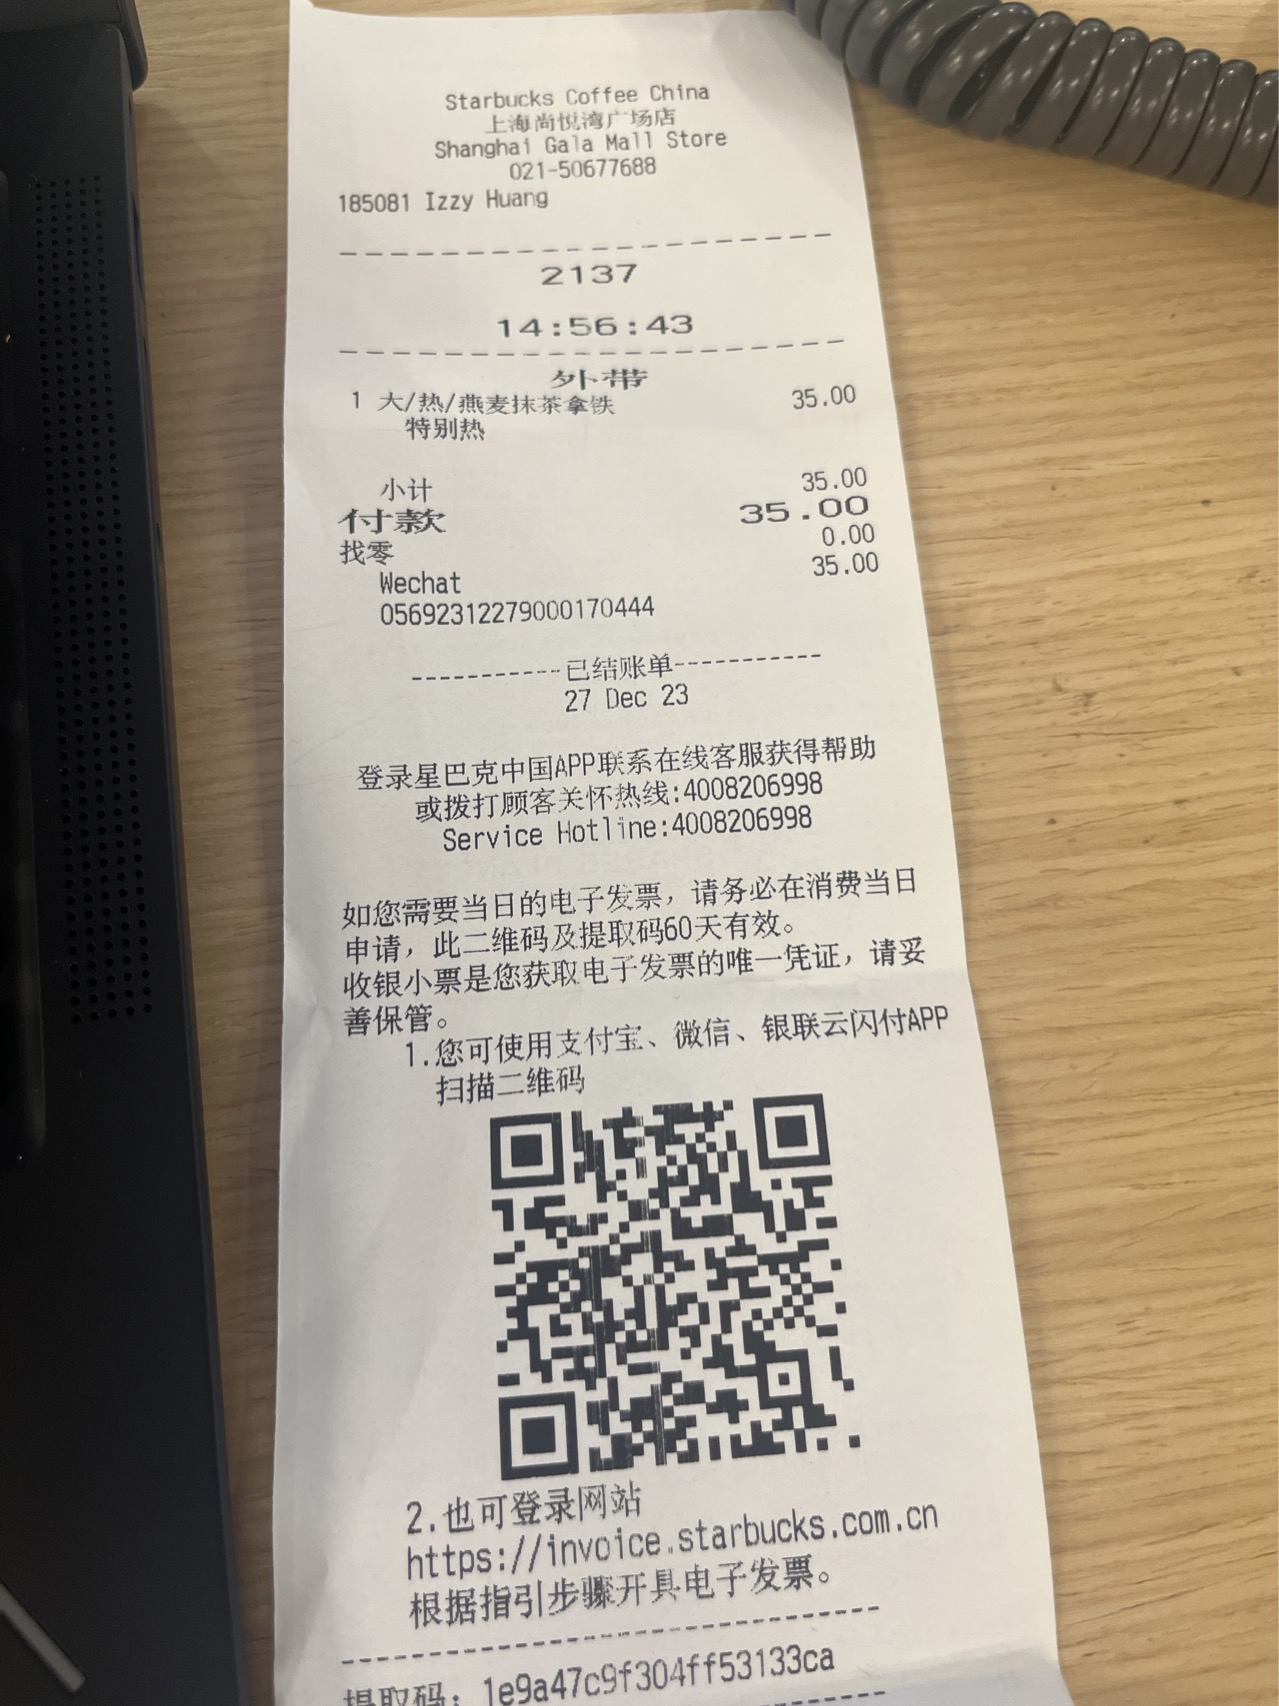 Starbucks Coffee China
上海尚悦湾广场店
Shanghai Gala Mall Store
021-50677688
185081 Izzy Huang
2137
14:56:43
外带
1 大/热/燕麦抹茶拿铁 35.00
特别热
小计 35.00
付款 35.00
找零 0.00
Wechat 35.00
05692312279000170444
-----------已结账单-----------
27 Dec 23
登录星巴克中国APP联系在线客服获得帮助
或拨打顾客关怀热线:4008206998
Service Hotline:4008206998
如您需要当日的电子发票，请务必在消费当日
申请，此二维码及提取码60天有效。
收银小票是您获取电子发票的唯一凭证，请妥
善保管。
1.您可使用支付宝、微信、银联云闪付APP
扫描二维码
2.也可登录网站
https://invoice.starbucks.com.cn
根据指引步骤开具电子发票。
提取码: 1e9a47c9f304ff53133ca